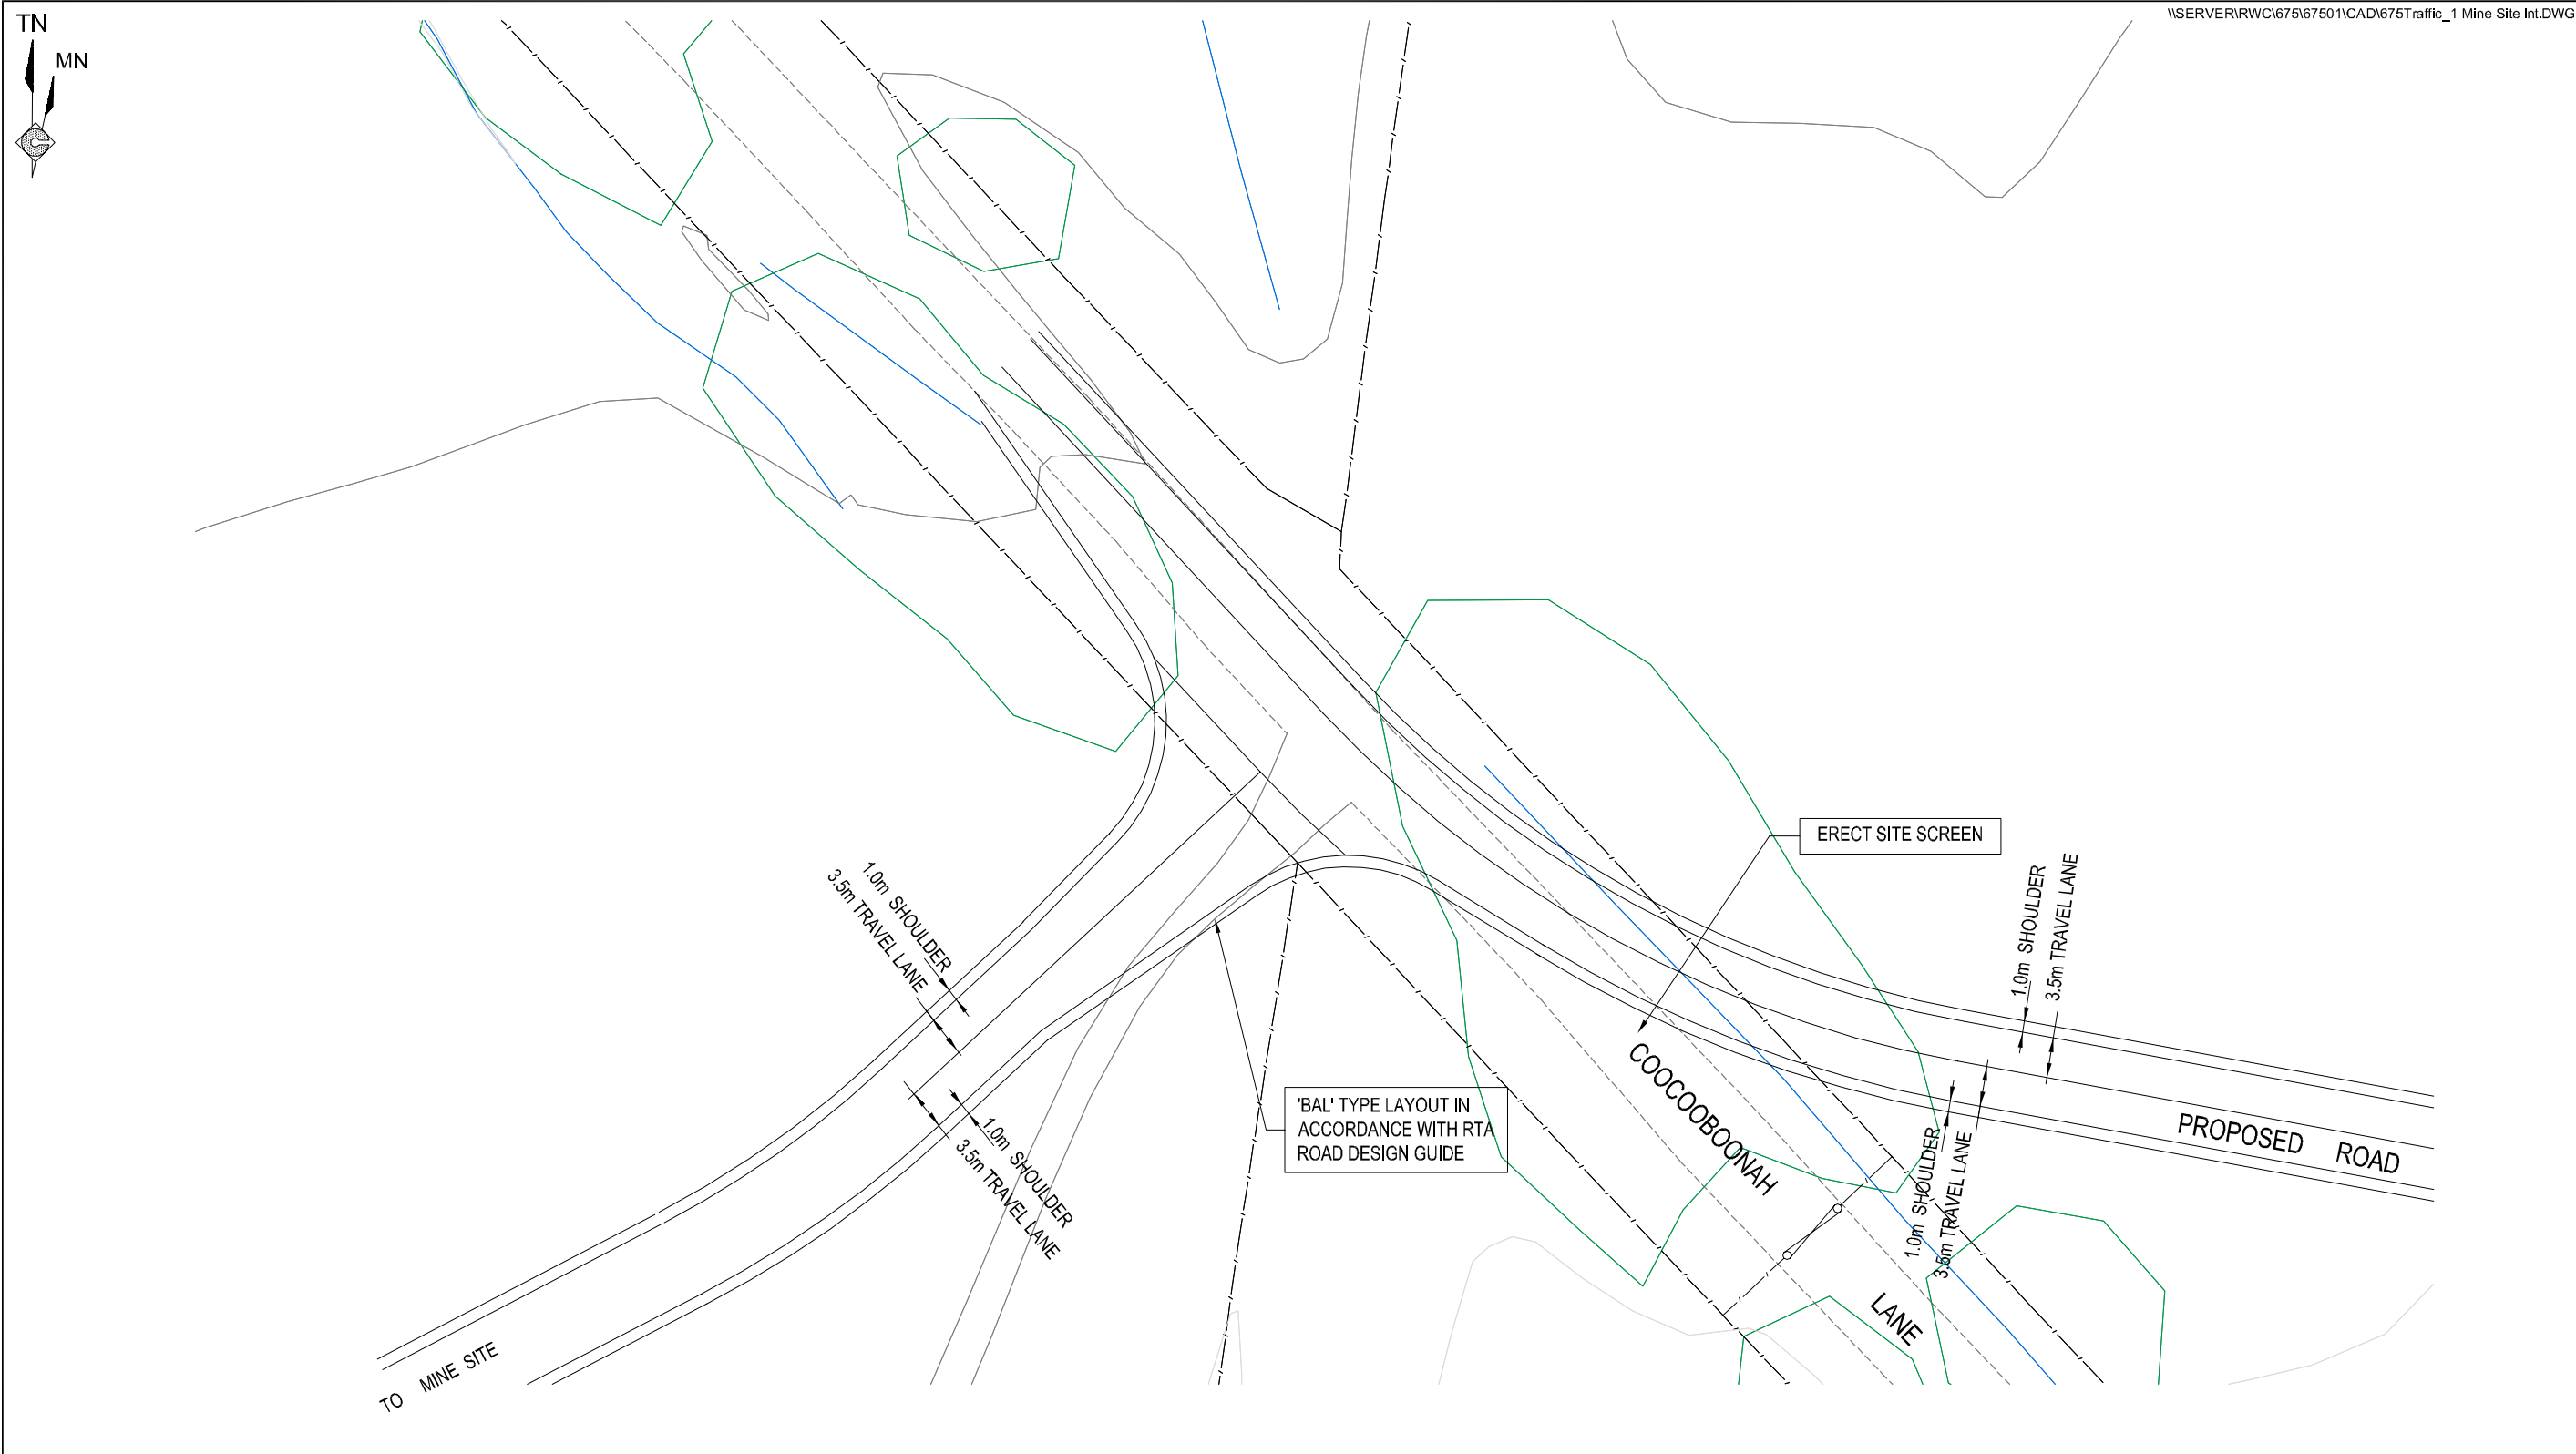 \\SERVER\RWC\675\67501\CAD\675Traffic_1 Mine Site Int.DWG
TN
MN
ERECT SITE SCREEN
1.0m SHOULDER
3.5m TRAVEL LANE
1.0m SHOULDER
3.5m TRAVEL LANE
'BAL' TYPE LAYOUT IN
ACCORDANCE WITH RTA
ROAD DESIGN GUIDE
COOCOOBOONAH
LANE
1.0m SHOULDER
3.5m TRAVEL LANE
1.0m SHOULDER
3.5m TRAVEL LANE
PROPOSED ROAD
TO MINE SITE